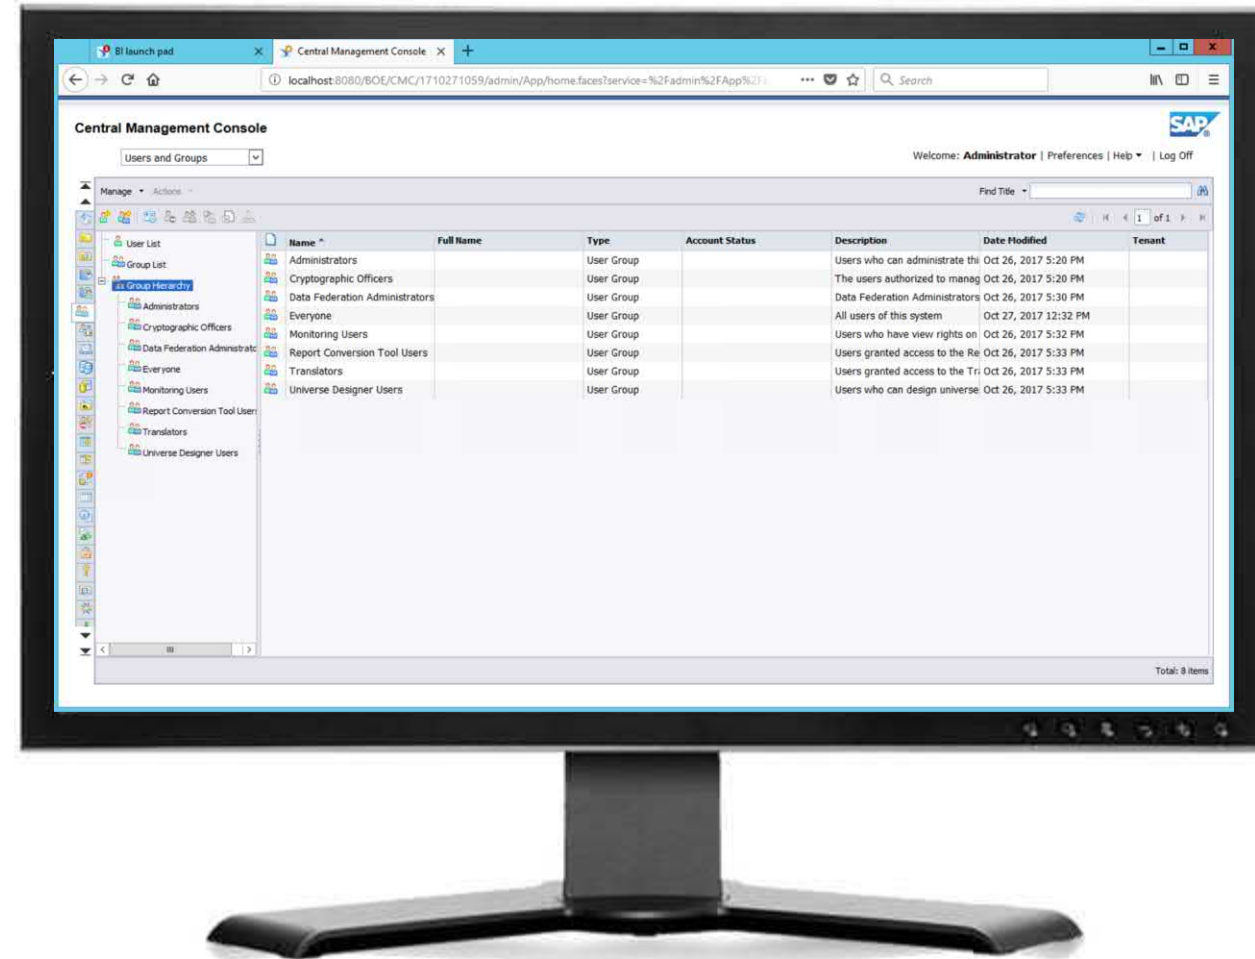 BI launch pad
Central Management Console
localhost:8080/BOE/CMC/1710271059/admin/App/home.faces?service=%2Fadmin%2FApp%2F
Search
Central Management Console
SAP
Users and Groups
Welcome: Administrator | Preferences | Help | Log Off
Manage Actions
Find Title
1 of 1
User List
Group List
Group Hierarchy
Administrators
Cryptographic Officers
Data Federation Administratc
Everyone
Monitoring Users
Report Conversion Tool Users
Translators
Universe Designer Users
Name Full Name Type Account Status Description Date Modified Tenant
Administrators User Group Users who can administrate thi Oct 26, 2017 5:20 PM
Cryptographic Officers User Group The users authorized to manag Oct 26, 2017 5:20 PM
Data Federation Administrators User Group Data Federation Administrators Oct 26, 2017 5:30 PM
Everyone User Group All users of this system Oct 27, 2017 12:32 PM
Monitoring Users User Group Users who have view rights on Oct 26, 2017 5:32 PM
Report Conversion Tool Users User Group Users granted access to the Re Oct 26, 2017 5:33 PM
Translators User Group Users granted access to the Tra Oct 26, 2017 5:33 PM
Universe Designer Users User Group Users who can design universe Oct 26, 2017 5:33 PM
Total: 8 items